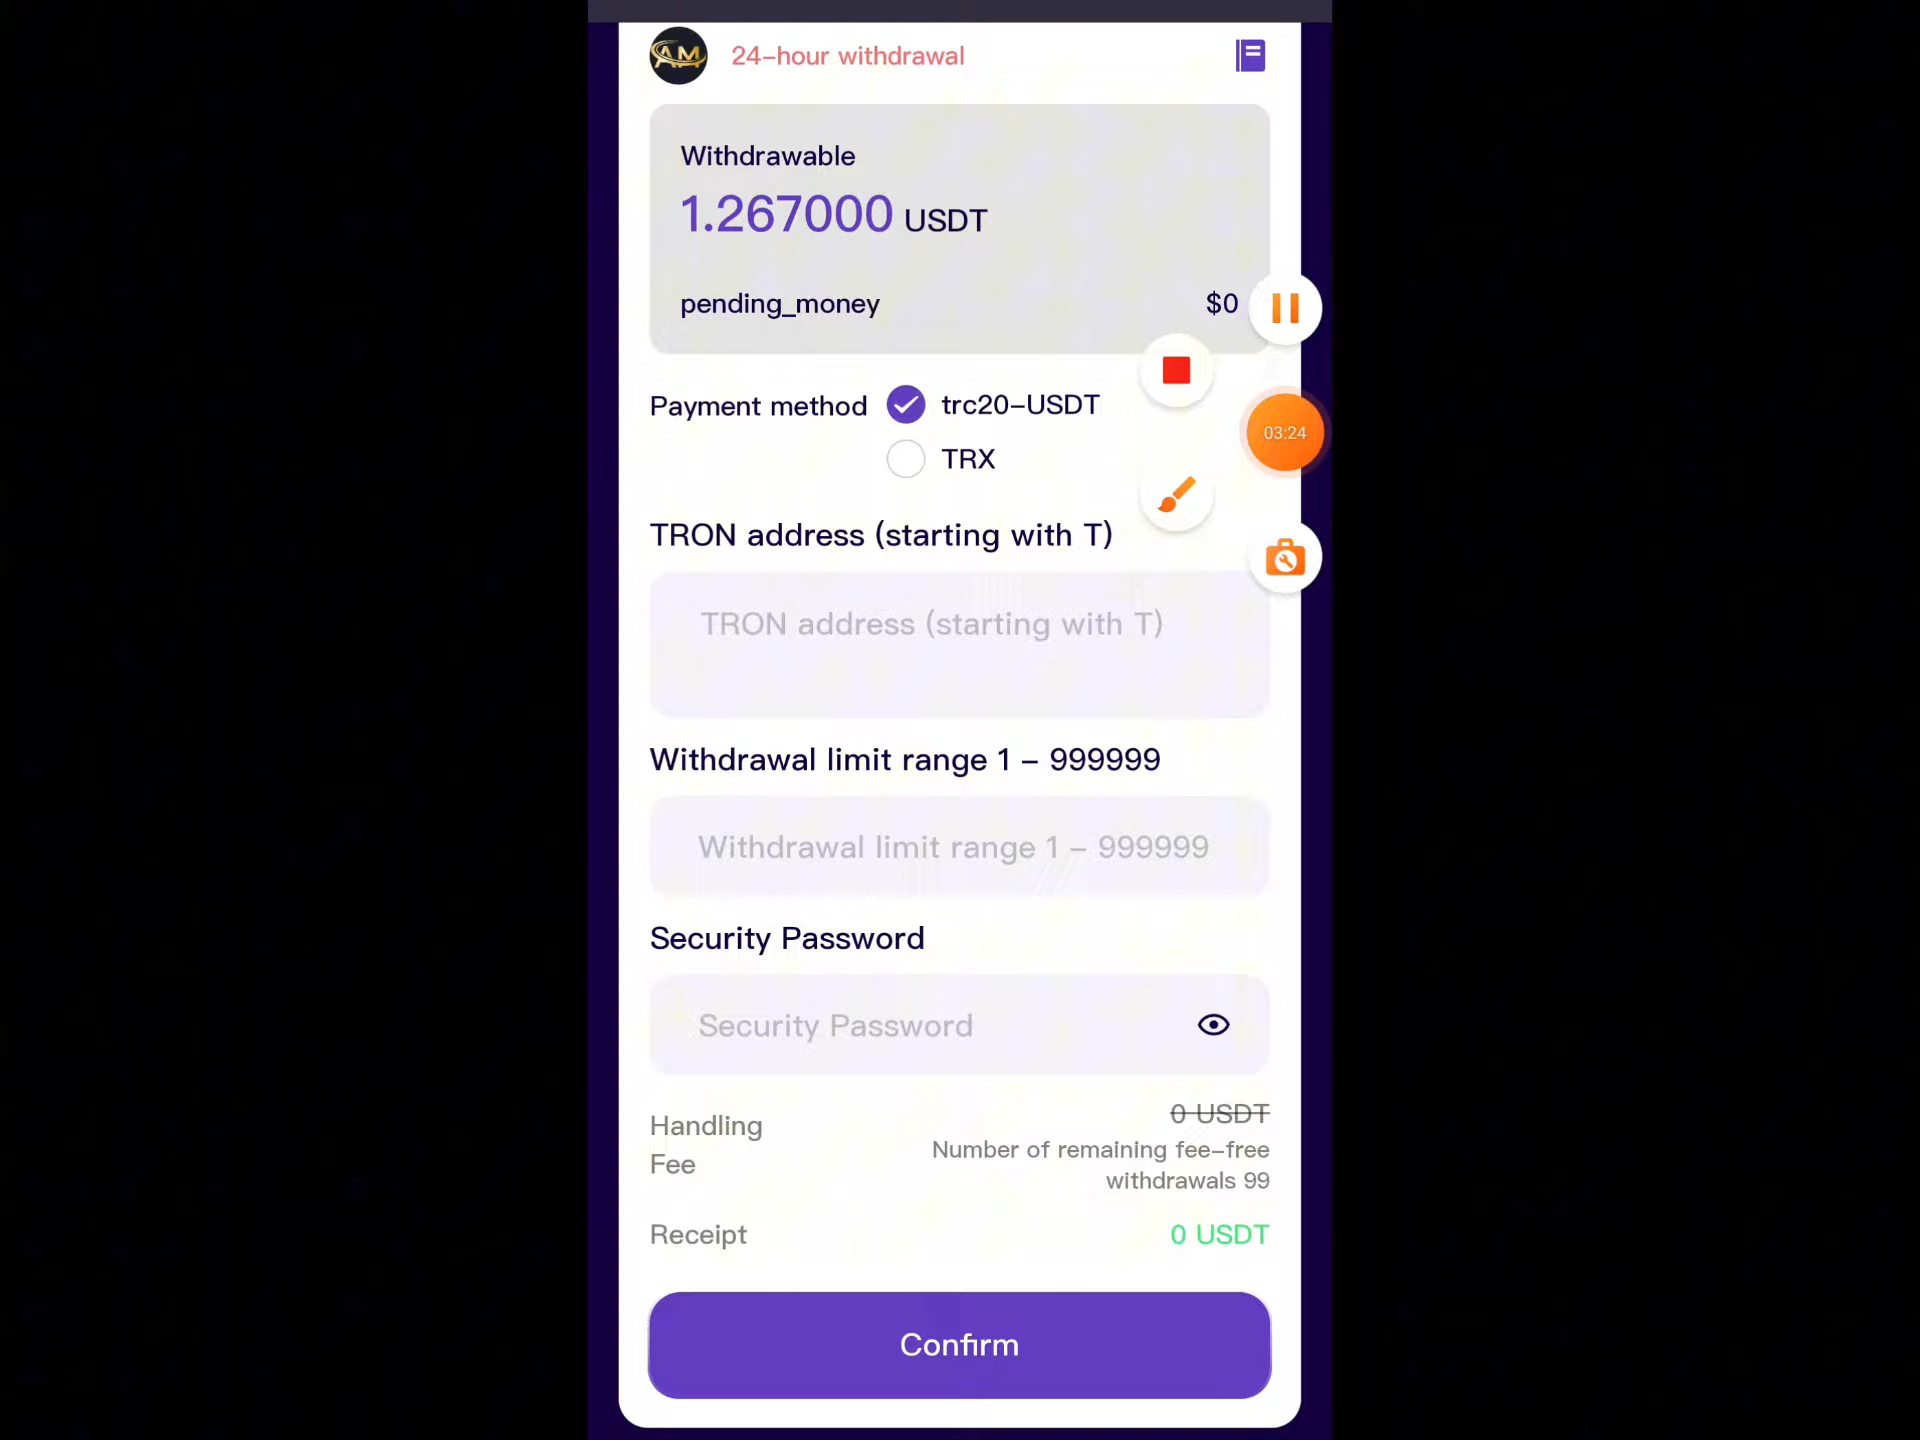 AM
24-hour withdrawal
Withdrawable
1.267000 USDT
pending_money $0
Payment method trc20-USDT
TRX
03:24
TRON address (starting with T)
TRON address (starting with T)
Withdrawal limit range 1 - 999999
Withdrawal limit range 1 - 999999
Security Password
Security Password
Handling Fee
0 USDT
Number of remaining fee-free
withdrawals 99
Receipt 0 USDT
Confirm